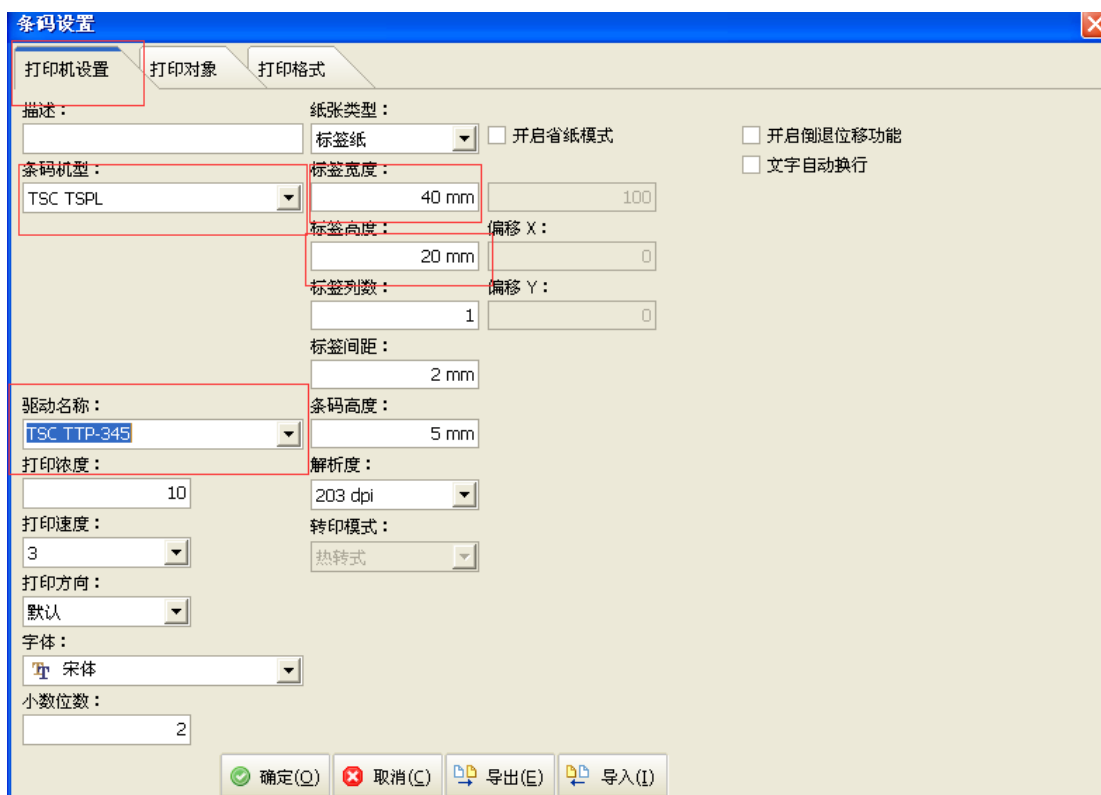 条码设置
打印机设置 打印对象 打印格式
描述： 纸张类型：
标签纸 开启省纸模式 开启倒退位移功能
条码机型： 标签宽度： 文字自动换行
TSC TSPL 40 mm 100
标签高度： 偏移 X：
20 mm 0
标签列数： 偏移 Y：
1 0
标签间距：
2 mm
驱动名称： 条码高度：
TSC TTP-345 5 mm
打印浓度： 解析度：
10 203 dpi
打印速度： 转印模式：
3 热转式
打印方向：
默认
字体：
宋体
小数位数：
2
确定(O) 取消(C) 导出(E) 导入(I)